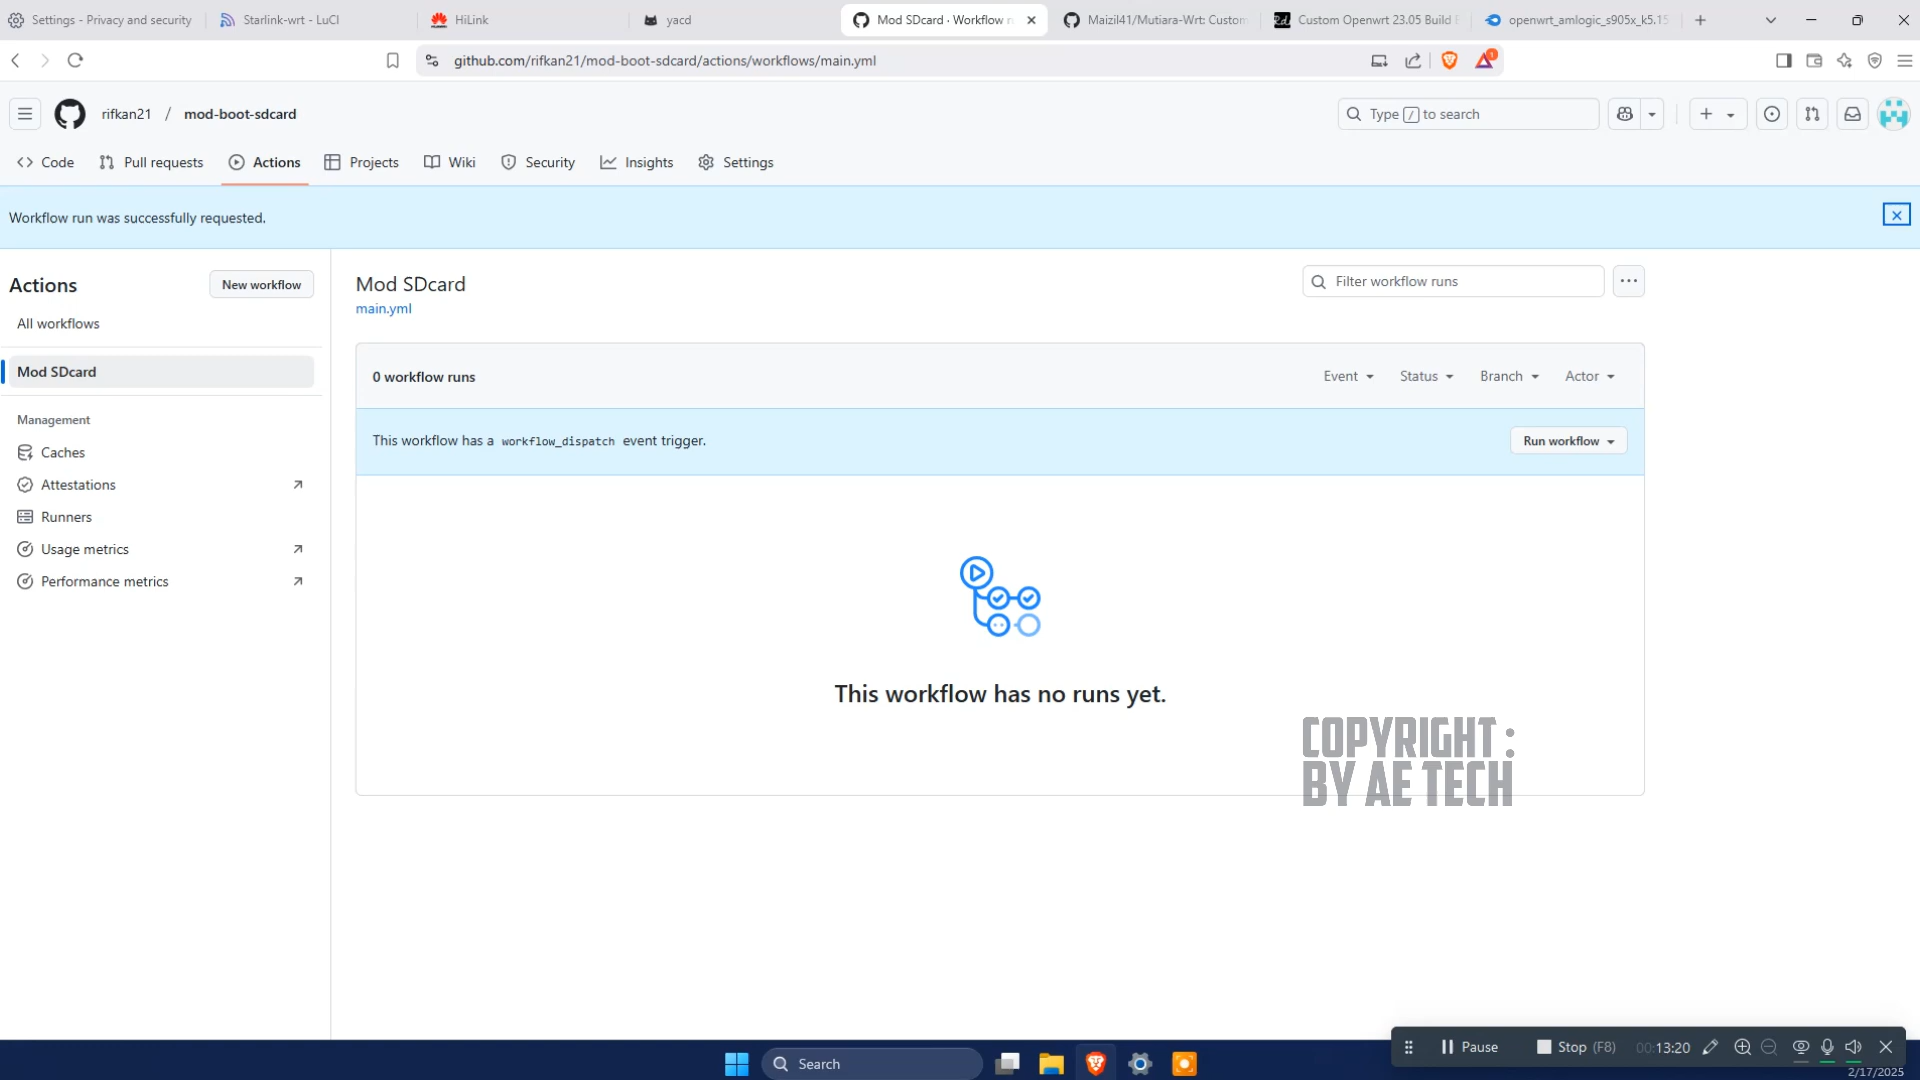 Settings - Privacy and security
Starlink-wrt - LuCI
HiLink
yacd
Mod SDcard · Workflow r
Maizil41/Mutiara-Wrt: Custom
Custom Openwrt 23.05 Build
openwrt_amlogic_s905x_k5.15
github.com/rifkan21/mod-boot-sdcard/actions/workflows/main.yml
1
rifkan21 / mod-boot-sdcard
Type / to search
Code
Pull requests
Actions
Projects
Wiki
Security
Insights
Settings
Workflow run was successfully requested.
Actions
New workflow
All workflows
Mod SDcard
Management
Caches
Attestations
Runners
Usage metrics
Performance metrics
Mod SDcard
main.yml
Filter workflow runs
0 workflow runs
Event
Status
Branch
Actor
This workflow has a workflow_dispatch event trigger.
Run workflow
This workflow has no runs yet.
COPYRIGHT :
BY AE TECH
Search
Pause
Stop (F8)
00:13:20
2/17/2025